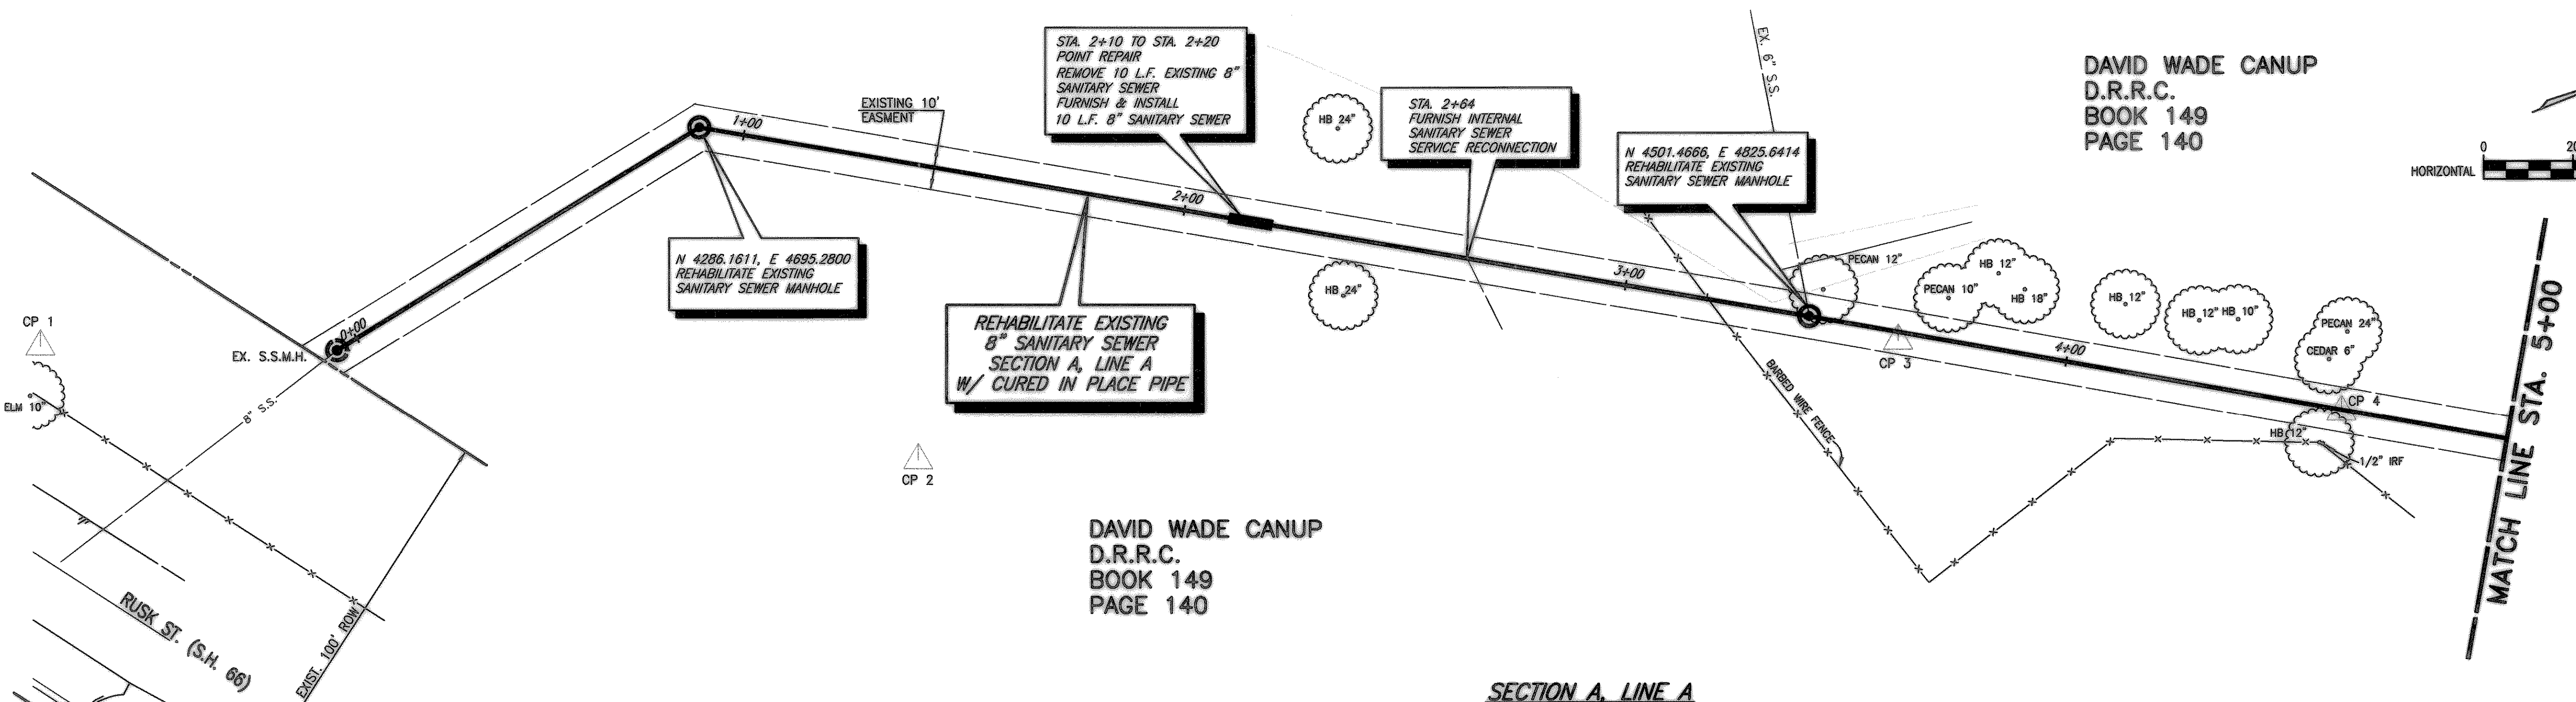 STA. 2+10 TO STA. 2+20
POINT REPAIR
REMOVE 10 L.F. EXISTING 8"
SANITARY SEWER
FURNISH & INSTALL
10 L.F. 8" SANITARY SEWER
EXISTING 10'
EASMENT
1+00
HB 24"
STA. 2+64
FURNISH INTERNAL
SANITARY SEWER
SERVICE RECONNECTION
EX. 6" S.S.
N 4501.4666, E 4825.6414
REHABILITATE EXISTING
SANITARY SEWER MANHOLE
DAVID WADE CANUP
D.R.R.C.
BOOK 149
PAGE 140
0
HORIZONTAL
2+00
N 4286.1611, E 4695.2800
REHABILITATE EXISTING
SANITARY SEWER MANHOLE
HB 24"
3+00
PECAN 12"
PECAN 10"
HB 12"
HB 18"
HB 12"
HB 12"
HB 10"
PECAN 24"
CEDAR 6"
CP 1
0+00
EX. S.S.M.H.
REHABILITATE EXISTING
8" SANITARY SEWER
SECTION A, LINE A
W/ CURED IN PLACE PIPE
CP 3
4+00
CP 4
HB 12"
1/2" IRF
BARBED WIRE FENCE
MATCH LINE STA. 5+00
ELM 10"
8" S.S.
CP 2
DAVID WADE CANUP
D.R.R.C.
BOOK 149
PAGE 140
RUSK ST. (S.H. 66)
EXIST. 100' ROW
SECTION A, LINE A